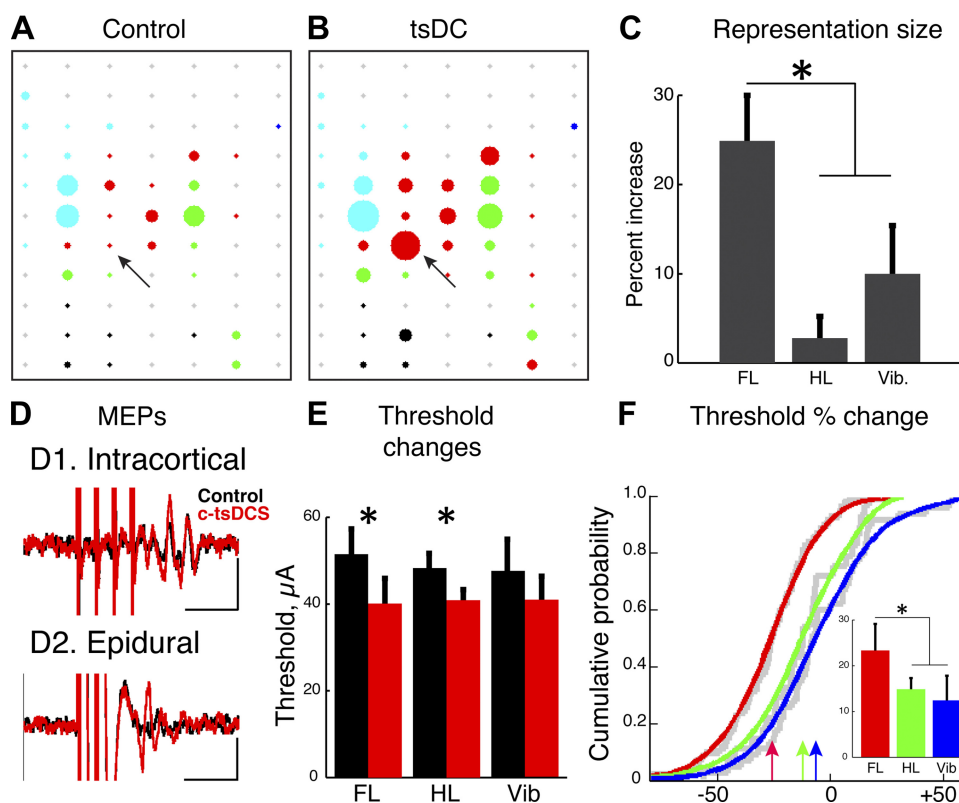 A Control
B tsDC
C Representation size
Percent increase
30
20
10
0
*
FL HL Vib.
D MEPs
D1. Intracortical
Control
c-tsDCS
D2. Epidural
E Threshold changes
Threshold, µA
60
40
60
0
* *
FL HL Vib
F Threshold % change
Cumulative probability
1.0
0.8
0.6
0.4
0.2
0
-50 0 +50
30
20
10
0
*
FL HL Vib